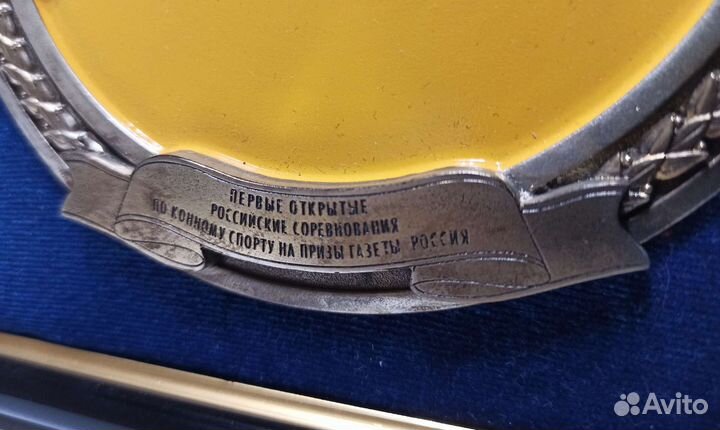 ПЕРВЫЕ ОТКРЫТЫЕ
РОССИЙСКИЕ СОРЕВНОВАНИЯ
ПО КОННОМУ СПОРТУ НА ПРИЗЫ ГАЗЕТЫ РОССИЯ
Avito